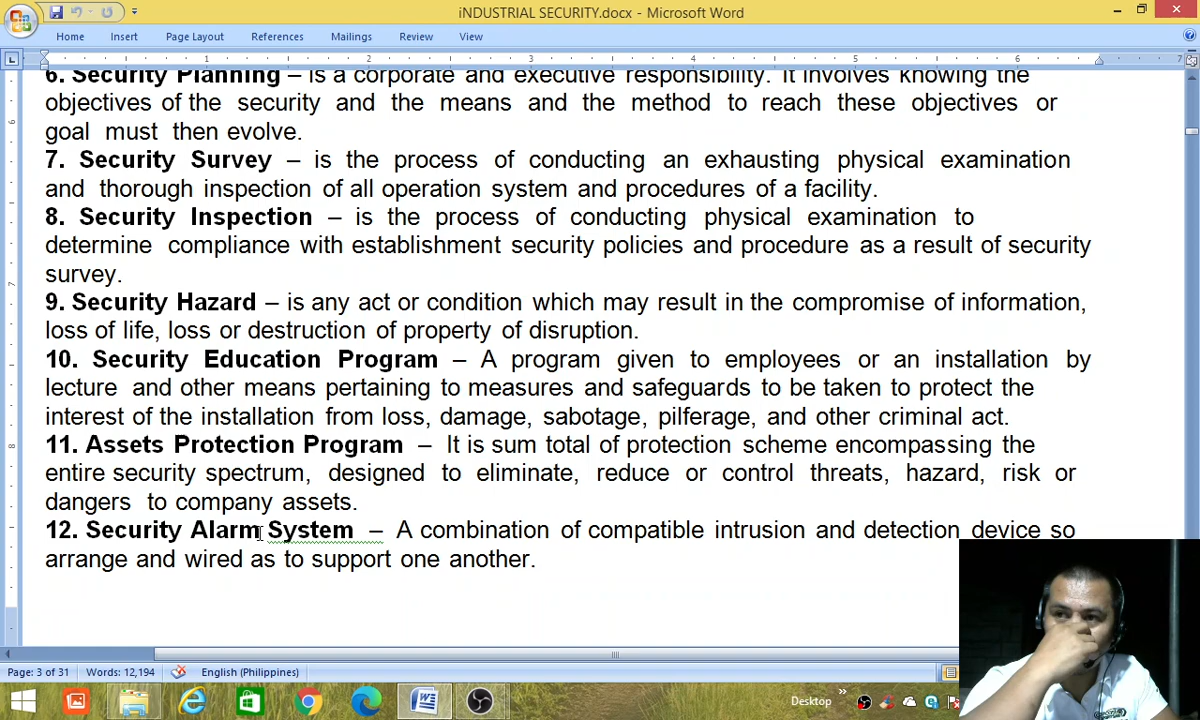 iNDUSTRIAL SECURITY.docx - Microsoft Word
Home Insert Page Layout References Mailings Review View
1 2 3 4 5 6 7
6. Security Planning – is a corporate and executive responsibility. It involves knowing the
objectives of the security and the means and the method to reach these objectives or
goal must then evolve.
7. Security Survey – is the process of conducting an exhausting physical examination
and thorough inspection of all operation system and procedures of a facility.
8. Security Inspection – is the process of conducting physical examination to
determine compliance with establishment security policies and procedure as a result of security
survey.
9. Security Hazard – is any act or condition which may result in the compromise of information,
loss of life, loss or destruction of property of disruption.
10. Security Education Program – A program given to employees or an installation by
lecture and other means pertaining to measures and safeguards to be taken to protect the
interest of the installation from loss, damage, sabotage, pilferage, and other criminal act.
11. Assets Protection Program – It is sum total of protection scheme encompassing the
entire security spectrum, designed to eliminate, reduce or control threats, hazard, risk or
dangers to company assets.
12. Security Alarm System – A combination of compatible intrusion and detection device so
arrange and wired as to support one another.
Page: 3 of 31 Words: 12,194 English (Philippines)
Desktop